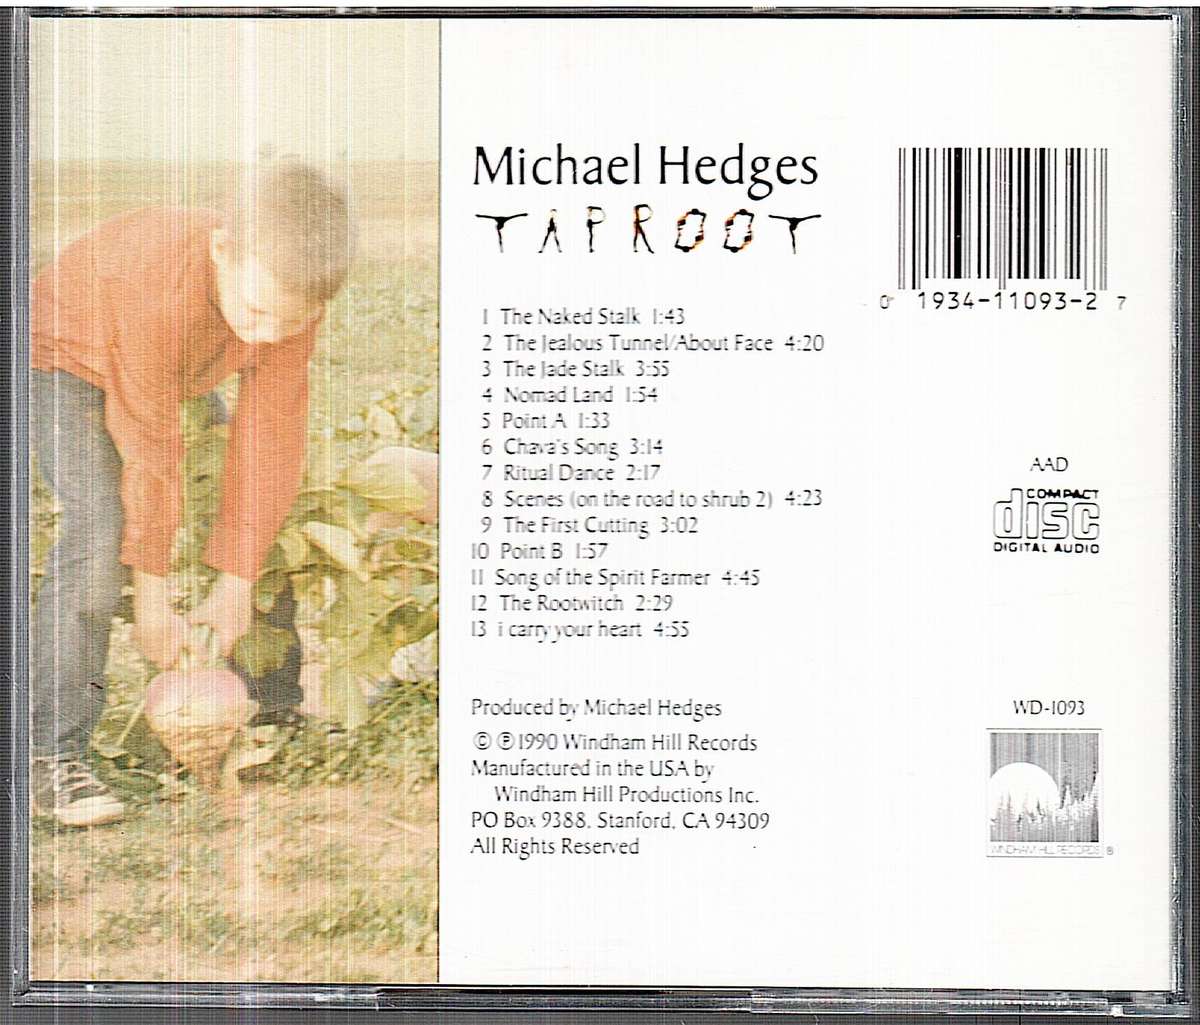 Michael Hedges
TAPROOT
0 1934-11093-2 7
1 The Naked Stalk 1:43
2 The Jealous Tunnel/About Face 4:20
3 The Jade Stalk 3:55
4 Nomad Land 1:54
5 Point A 1:33
6 Chava's Song 3:14
7 Ritual Dance 2:17
8 Scenes (on the road to shrub 2) 4:23
9 The First Cutting 3:02
10 Point B 1:57
11 Song of the Spirit Farmer 4:45
12 The Rootwitch 2:29
13 i carry your heart 4:55
AAD
COMPACT
disc
DIGITAL AUDIO
Produced by Michael Hedges
© ℗ 1990 Windham Hill Records
Manufactured in the USA by
Windham Hill Productions Inc.
PO Box 9388, Stanford, CA 94309
All Rights Reserved
WD-1093
WINDHAM HILL RECORDS ®